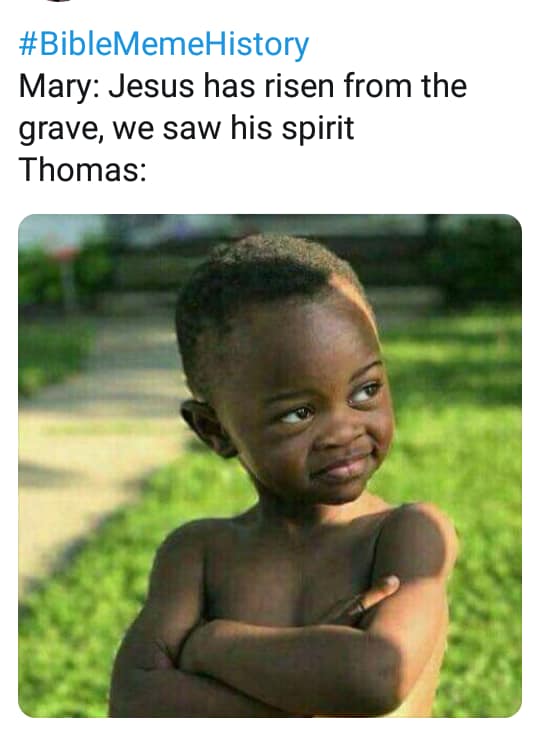 #BibleMemeHistory
Mary: Jesus has risen from the
grave, we saw his spirit
Thomas: